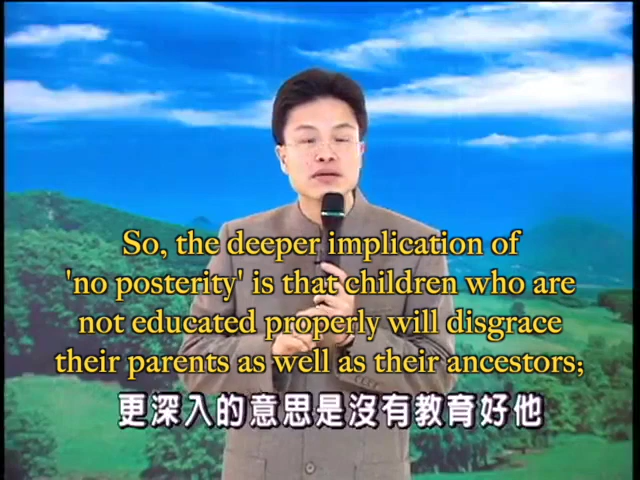 So, the deeper implication of
'no posterity' is that children who are
not educated properly will disgrace
their parents as well as their ancestors;
更深入的意思是沒有教育好他